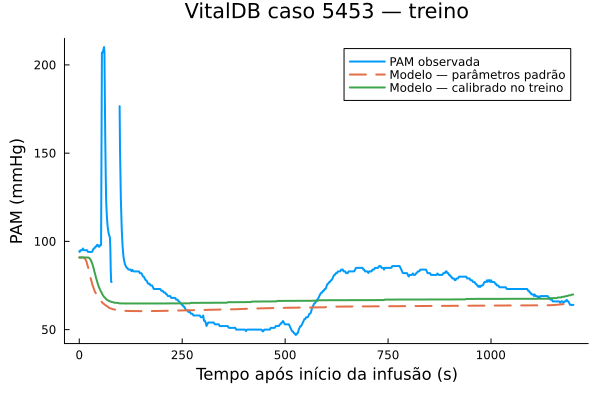 VitalDB caso 5453 — treino
PAM (mmHg)
200
150
100
50
PAM observada
Modelo — parâmetros padrão
Modelo — calibrado no treino
0
250
500
750
1000
Tempo após início da infusão (s)